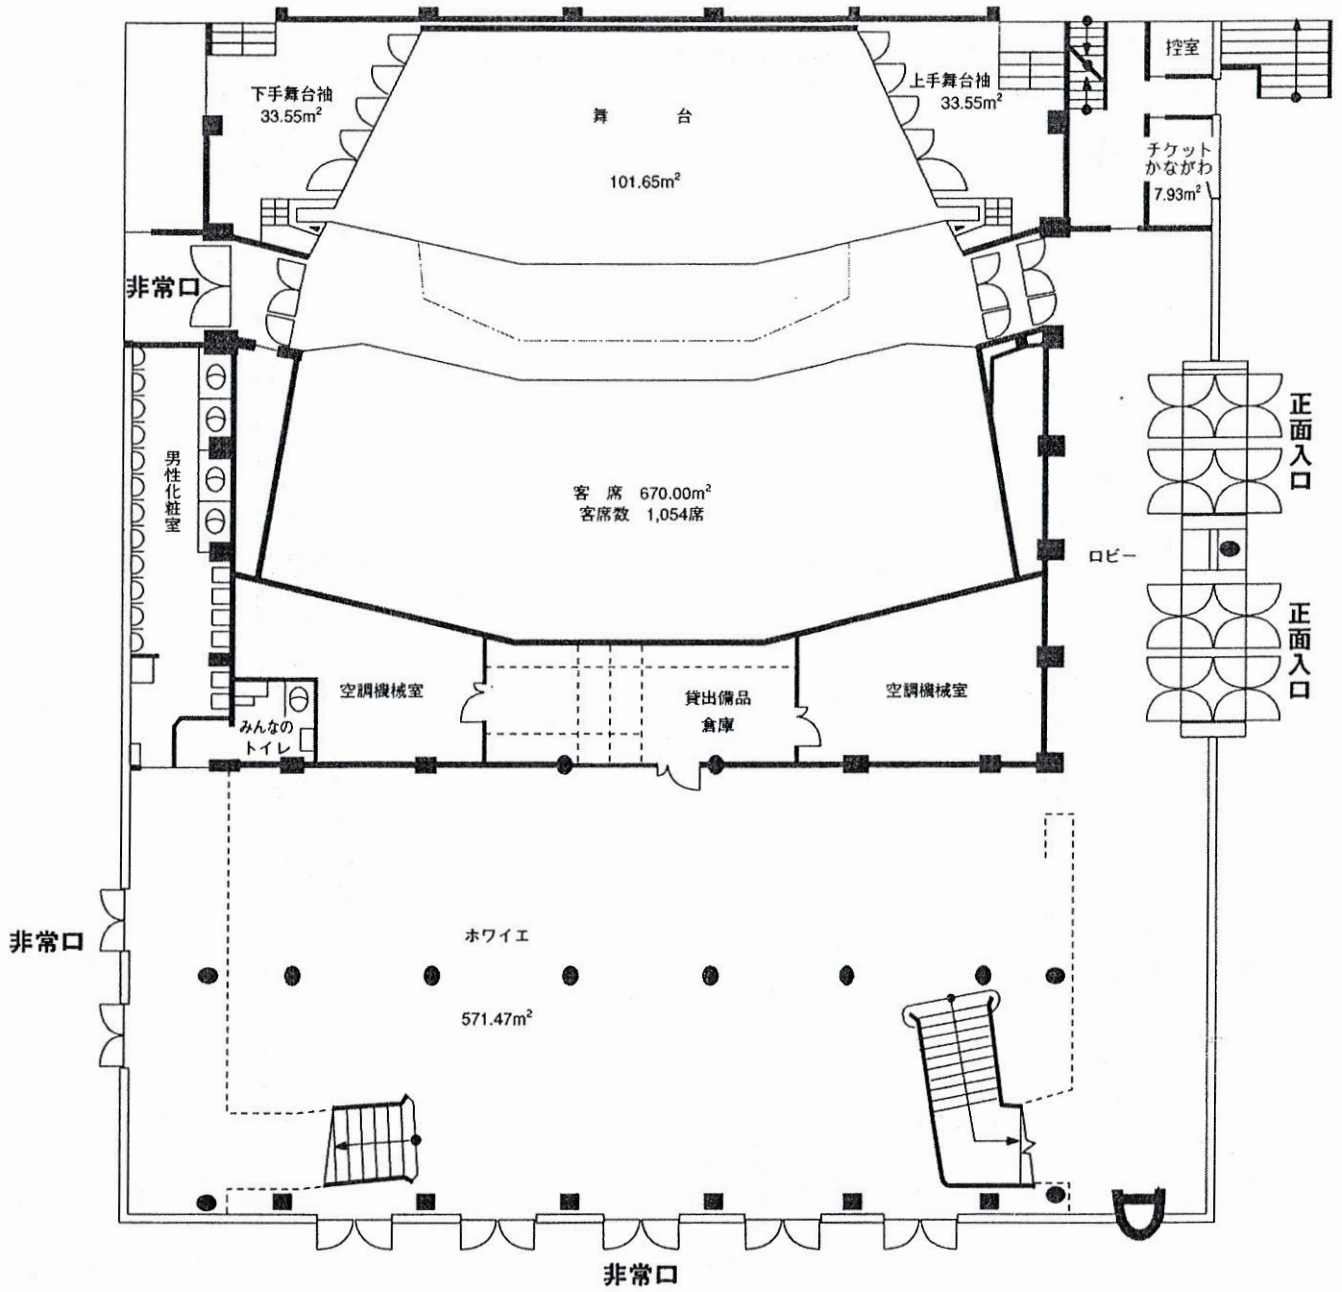 控室
下手舞台袖
33.55m²
上手舞台袖
33.55m²
舞　台
101.65m²
チケット
かながわ
7.93m²
非常口
正面入口
男性化粧室
客　席　670.00m²
客席数　1,054席
ロビー
正面入口
空調機械室
貸出備品
倉庫
空調機械室
みんなの
トイレ
ホワイエ
非常口
571.47m²
非常口